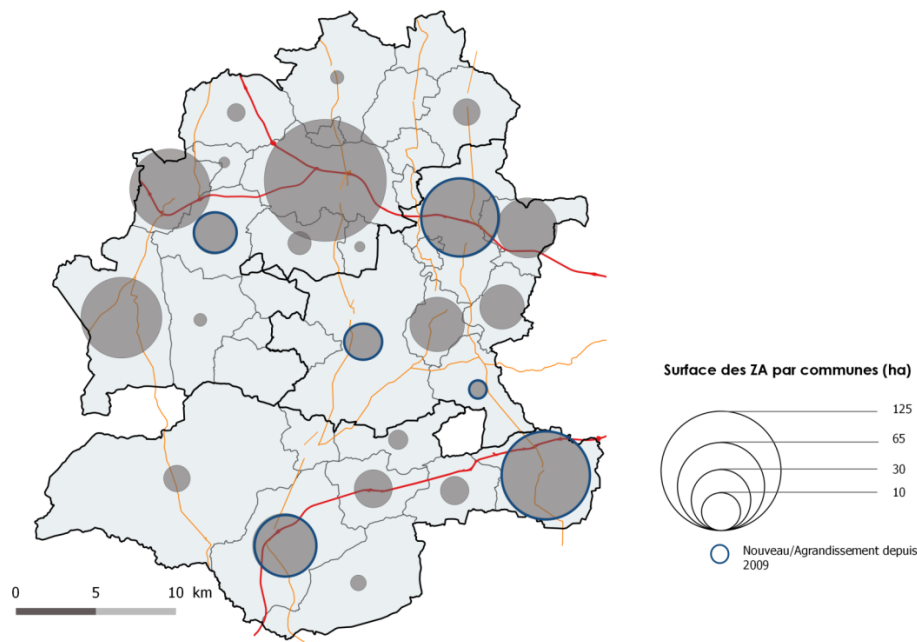 Surface des ZA par communes (ha)
125
65
30
10
Nouveau/Agrandissement depuis
2009
0 5 10 km